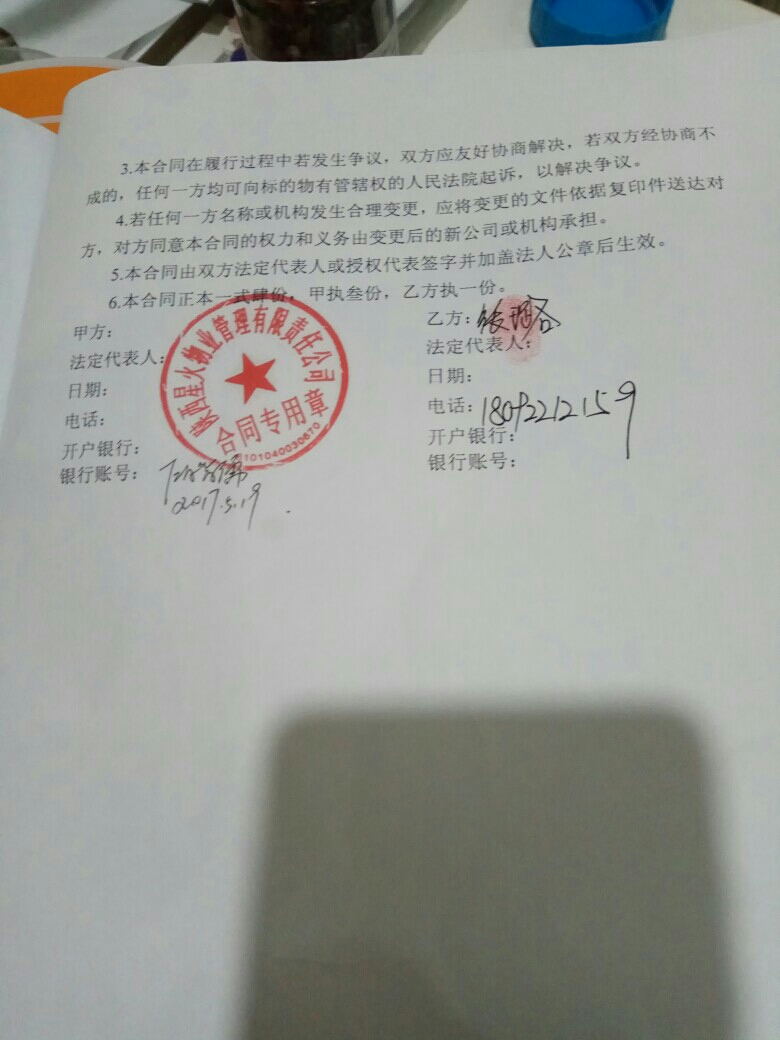 3.本合同在履行过程中若发生争议，双方应友好协商解决，若双方经协商不
成的，任何一方均可向标的物有管辖权的人民法院起诉，以解决争议。
4.若任何一方名称或机构发生合理变更，应将变更的文件依据复印件送达对
方，对方同意本合同的权力和义务由变更后的新公司或机构承担。
5.本合同由双方法定代表人或授权代表签字并加盖法人公章后生效。
6.本合同正本一式肆份，甲执叁份，乙方执一份。
甲方：
法定代表人：
日期：
电话：
开户银行：
银行账号：
2017.5.19
陕西星火物业管理有限责任公司
合同专用章
6101040030670
乙方：张
法定代表人：
日期：
电话：18092212159
开户银行：
银行账号：